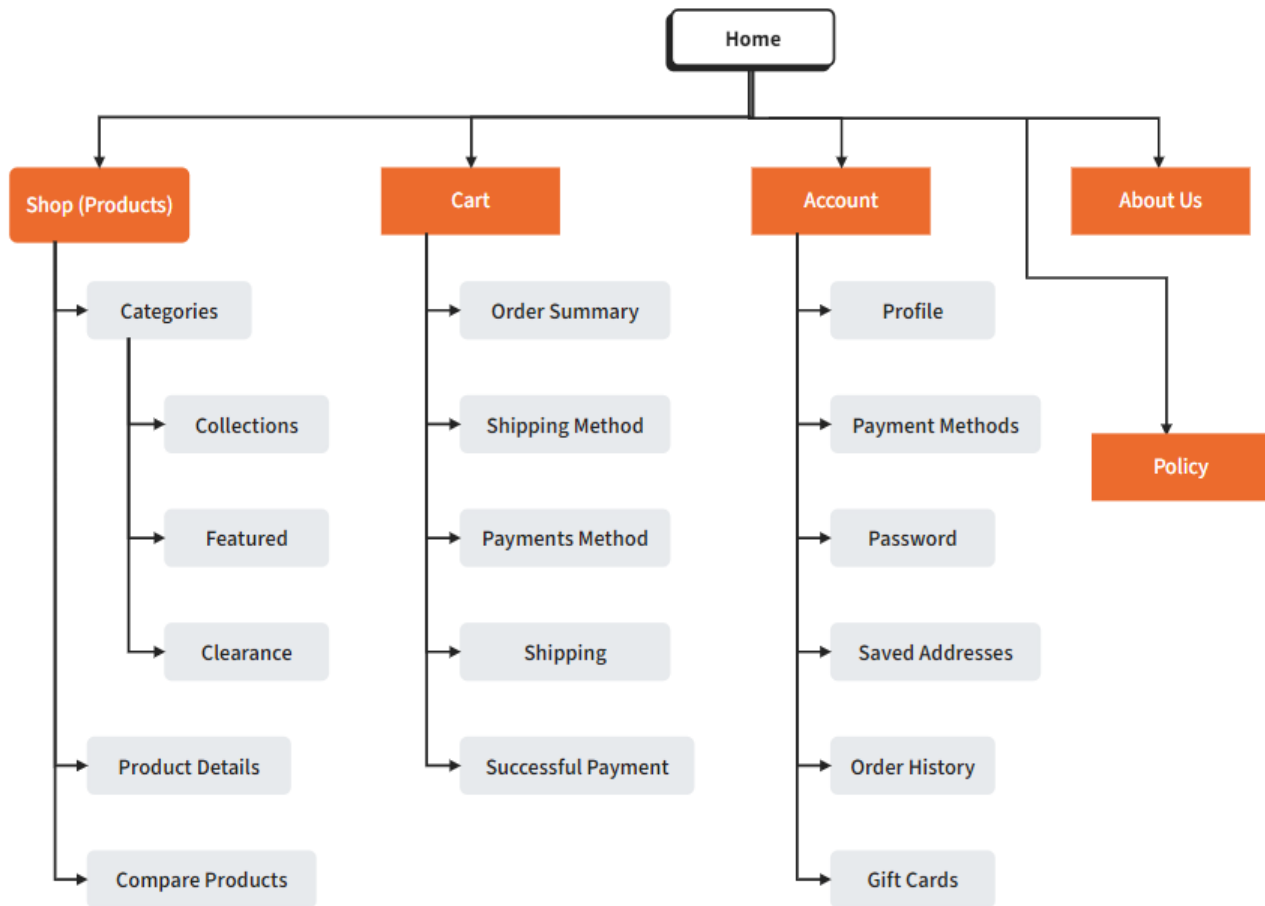 Home
Shop (Products)
Cart
Account
About Us
Categories
Order Summary
Profile
Collections
Shipping Method
Payment Methods
Policy
Featured
Payments Method
Password
Clearance
Shipping
Saved Addresses
Product Details
Successful Payment
Order History
Compare Products
Gift Cards